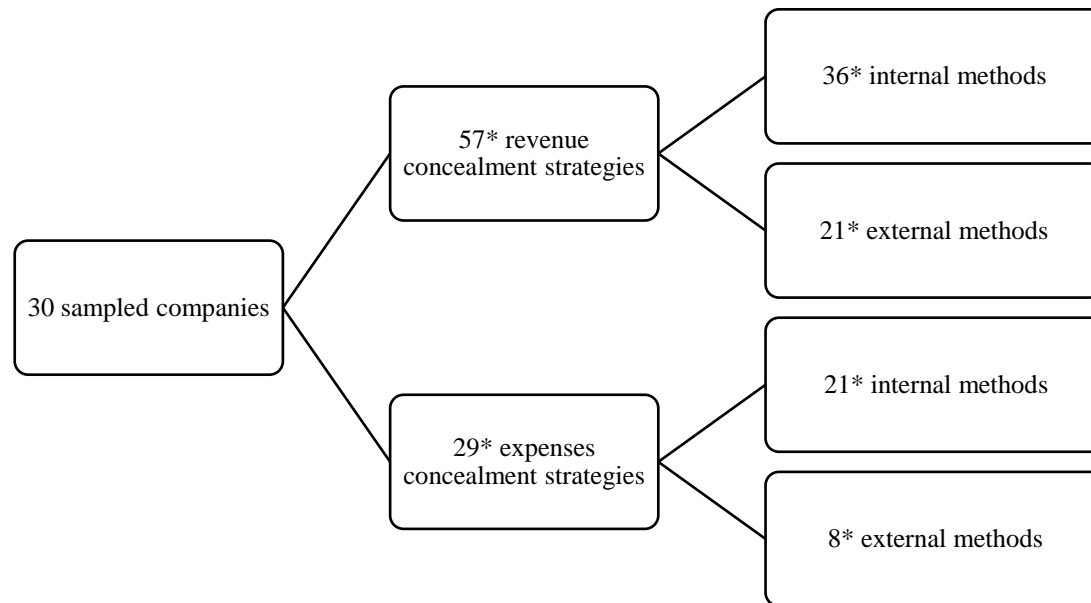 30 sampled companies
57* revenue
concealment strategies
36* internal methods
21* external methods
29* expenses
concealment strategies
21* internal methods
8* external methods